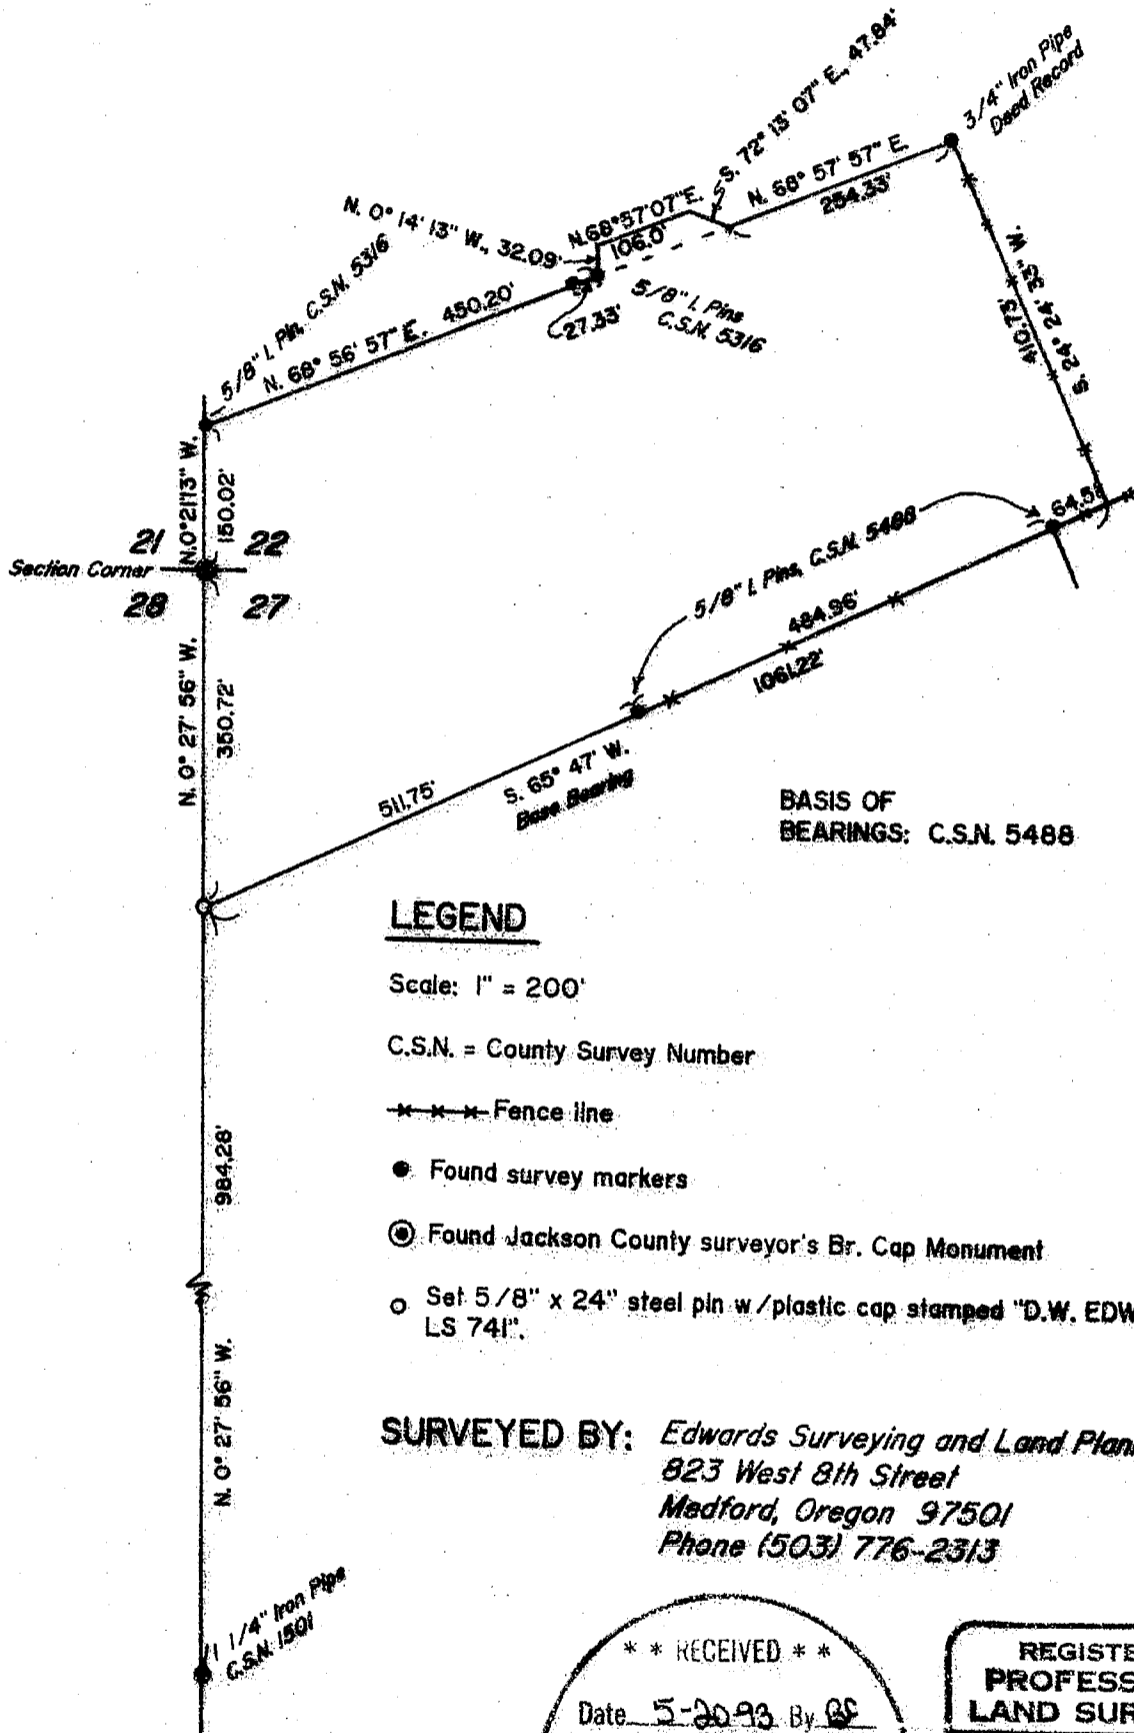 3/4" Iron Pipe
Deed Record
S. 72° 13' 07" E., 47.84'
N. 68° 57' 57" E.
254.33'
N. 0° 14' 13" W., 32.09'
N.68°57'07"E.
106.0'
5/8" I. Pin, C.S.N. 5316
N. 68° 56' 57" E. 450.20'
27.33'
5/8" I. Pins
C.S.N. 5316
S. 24° 24' 33" W.
410.73'
N.0°21'13" W.
150.02'
21 22
Section Corner
28 27
64.5
5/8" I. Pins, C.S.N. 5488
484.96'
1061.22'
N. 0° 27' 56" W.
350.72'
511.75'
S. 65° 47' W.
Base Bearing
BASIS OF
BEARINGS: C.S.N. 5488
LEGEND
Scale: 1" = 200'
C.S.N. = County Survey Number
Fence line
Found survey markers
Found Jackson County surveyor's Br. Cap Monument
Set 5/8" x 24" steel pin w/plastic cap stamped "D.W. EDW
LS 741".
984.28'
N. 0° 27' 56" W.
SURVEYED BY: Edwards Surveying and Land Plann
823 West 8th Street
Medford, Oregon 97501
Phone (503) 776-2313
1 1/4" Iron Pipe
C.S.N. 1501
* * RECEIVED * *
Date 5-20-93 By
REGISTE
PROFESS
LAND SUR